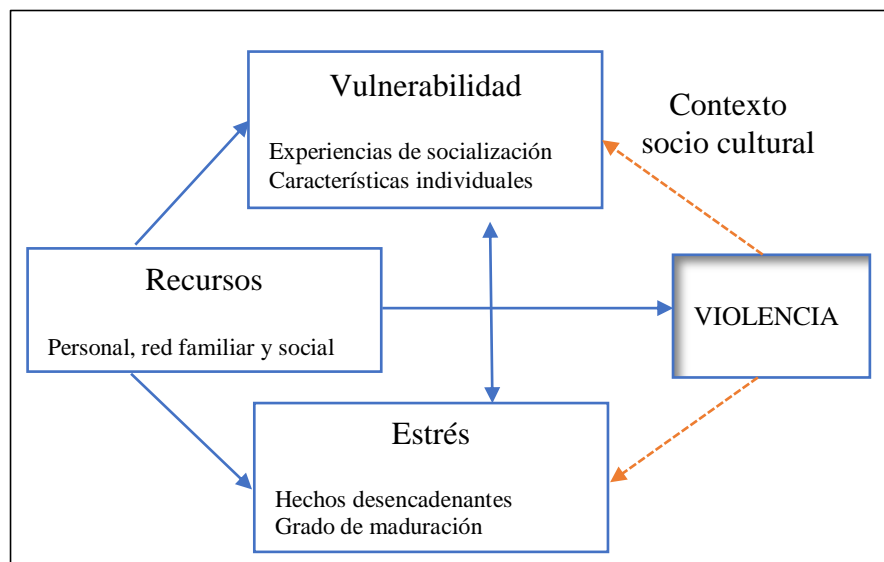 Vulnerabilidad
Experiencias de socialización
Características individuales
Contexto
socio cultural
Recursos
Personal, red familiar y social
VIOLENCIA
Estrés
Hechos desencadenantes
Grado de maduración